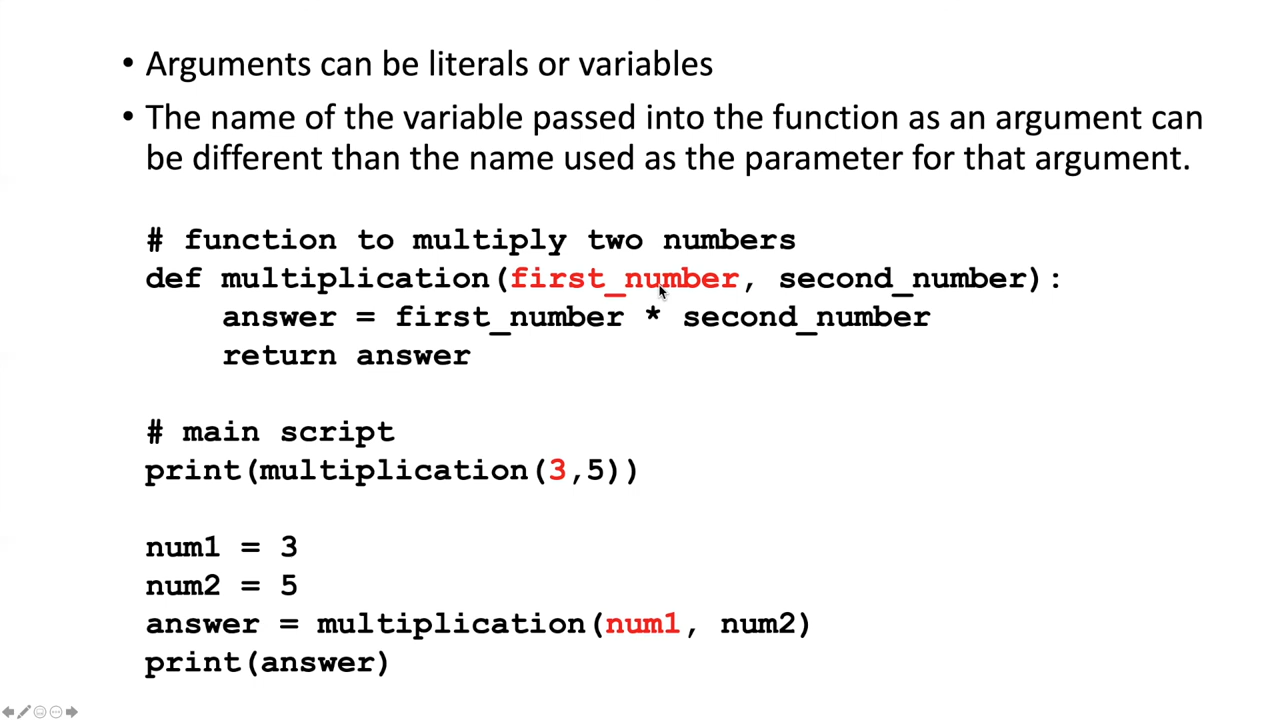 • Arguments can be literals or variables
• The name of the variable passed into the function as an argument can
be different than the name used as the parameter for that argument.
# function to multiply two numbers
def multiplication(first_number, second_number):
    answer = first_number * second_number
    return answer
# main script
print(multiplication(3,5))
num1 = 3
num2 = 5
answer = multiplication(num1, num2)
print(answer)